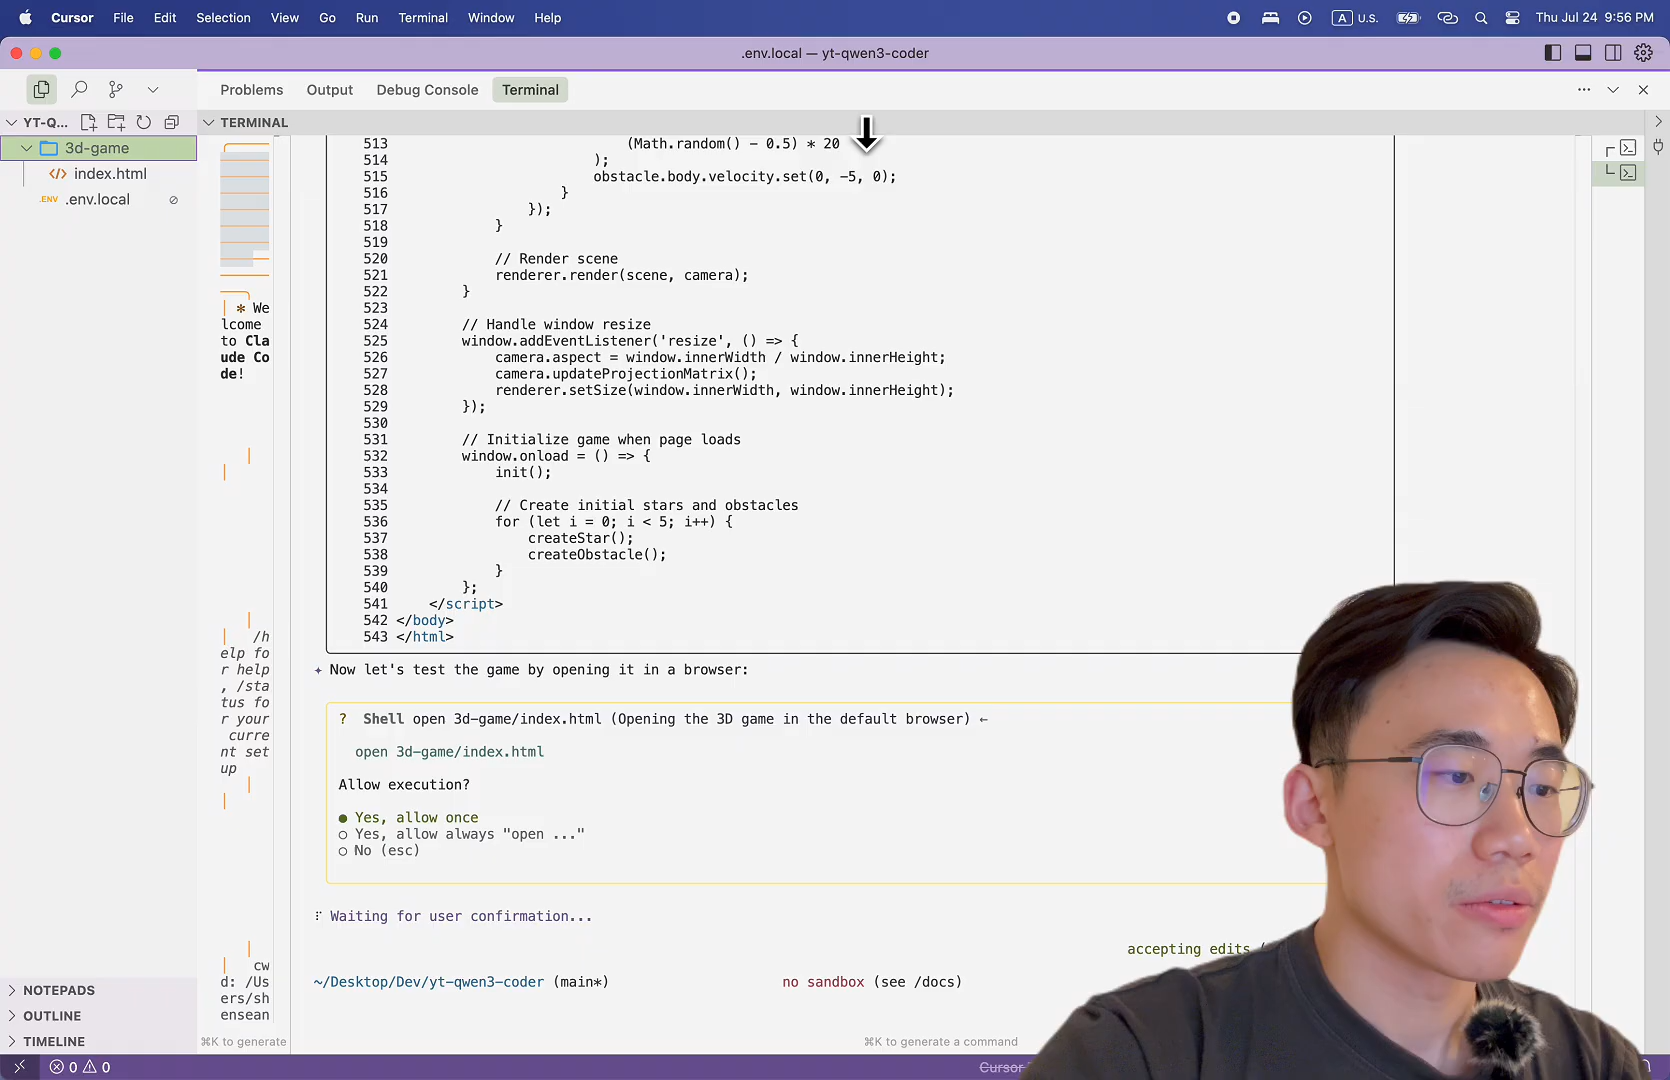 Cursor File Edit Selection View Go Run Terminal Window Help
A U.S. Thu Jul 24 9:56 PM
.env.local — yt-qwen3-coder
Problems Output Debug Console Terminal
YT-Q...
3d-game
index.html
.ENV .env.local
TERMINAL
* We
lcome
to Cla
ude Co
de!
/h
elp fo
r help
, /sta
tus fo
r your
curre
nt set
up
cw
d: /Us
ers/sh
ensean
513 (Math.random() - 0.5) * 20
514 );
515 obstacle.body.velocity.set(0, -5, 0);
516 }
517 });
518 }
519
520 // Render scene
521 renderer.render(scene, camera);
522 }
523
524 // Handle window resize
525 window.addEventListener('resize', () => {
526 camera.aspect = window.innerWidth / window.innerHeight;
527 camera.updateProjectionMatrix();
528 renderer.setSize(window.innerWidth, window.innerHeight);
529 });
530
531 // Initialize game when page loads
532 window.onload = () => {
533 init();
534
535 // Create initial stars and obstacles
536 for (let i = 0; i < 5; i++) {
537 createStar();
538 createObstacle();
539 }
540 };
541 </script>
542 </body>
543 </html>
✦ Now let's test the game by opening it in a browser:
? Shell open 3d-game/index.html (Opening the 3D game in the default browser) ←
open 3d-game/index.html
Allow execution?
● Yes, allow once
○ Yes, allow always "open ..."
○ No (esc)
Waiting for user confirmation...
accepting edits
~/Desktop/Dev/yt-qwen3-coder (main*) no sandbox (see /docs)
NOTEPADS
OUTLINE
TIMELINE
⌘K to generate
⌘K to generate a command
0 0
Cursor